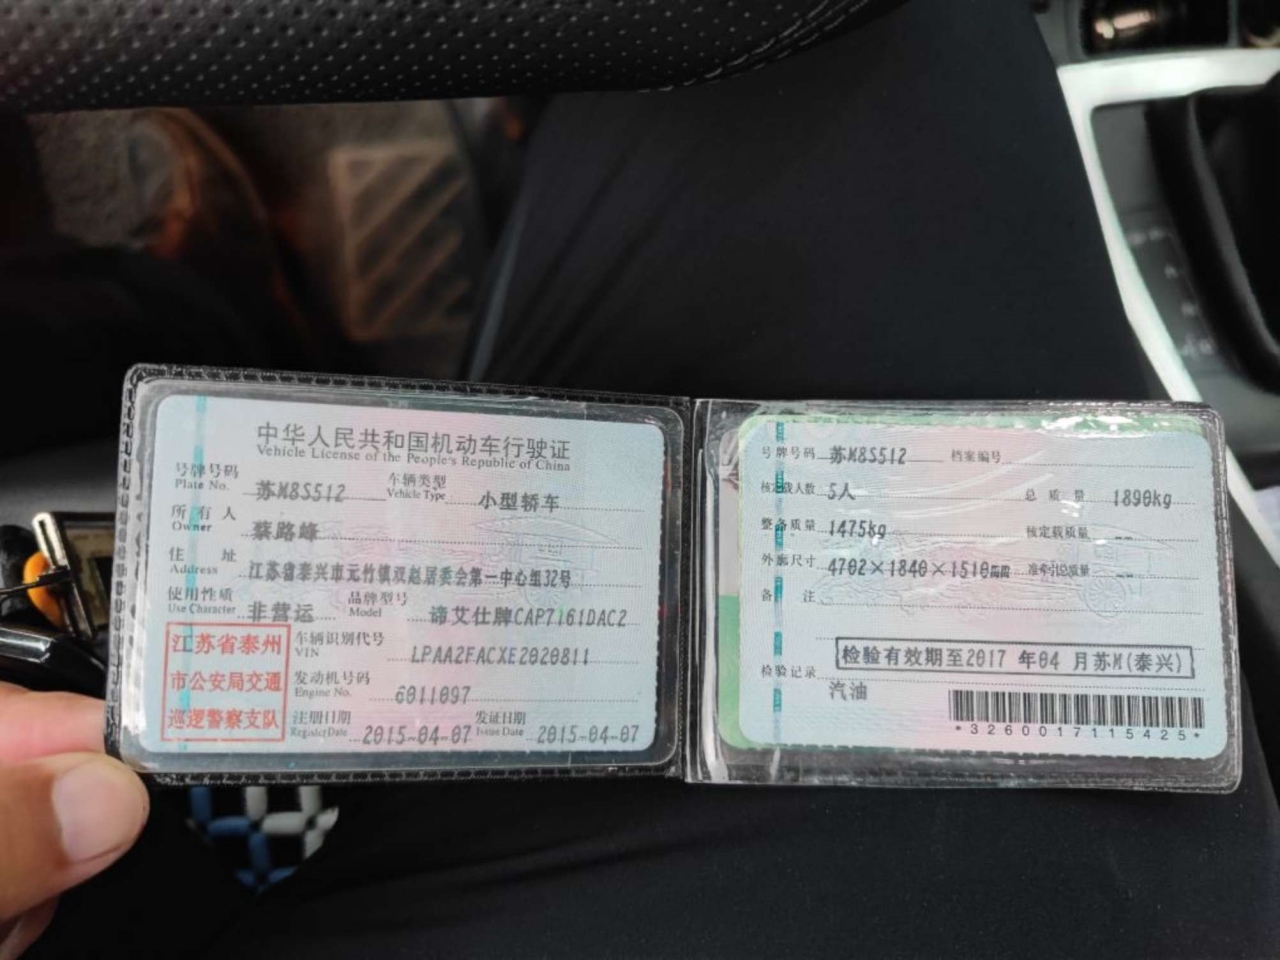 中华人民共和国机动车行驶证
Vehicle License of the People's Republic of China
号牌号码 苏M8S512 车辆类型 小型轿车
Plate No. Vehicle Type
所有人 蔡路峰
Owner
住址 江苏省泰兴市元竹镇双赵居委会第一中心组32号
Address
使用性质 非营运 品牌型号 谛艾仕牌CAP7161DAC2
Use Character Model
江苏省泰州
市公安局交通
巡逻警察支队
车辆识别代号 LPAA2FACXE2020811
VIN
发动机号码 6011097
Engine No.
注册日期 2015-04-07 发证日期 2015-04-07
Register Date Issue Date
号牌号码 苏M8S512 档案编号
核定载人数 5人 总质量 1890kg
整备质量 1475kg 核定载质量 --
外廓尺寸 4702×1840×1510mm 准牵引总质量 --
备注
检验有效期至2017 年04 月苏M(泰兴)
检验记录
汽油
*3260017115425*